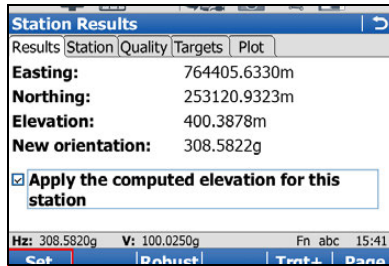 Station Results
Results Station Quality Targets Plot
Easting: 764405.6330m
Northing: 253120.9323m
Elevation: 400.3878m
New orientation: 308.5822g
Apply the computed elevation for this
station
Hz: 308.5820g V: 100.0250g Fn abc 15:41
Set Robust Trgt+ Page